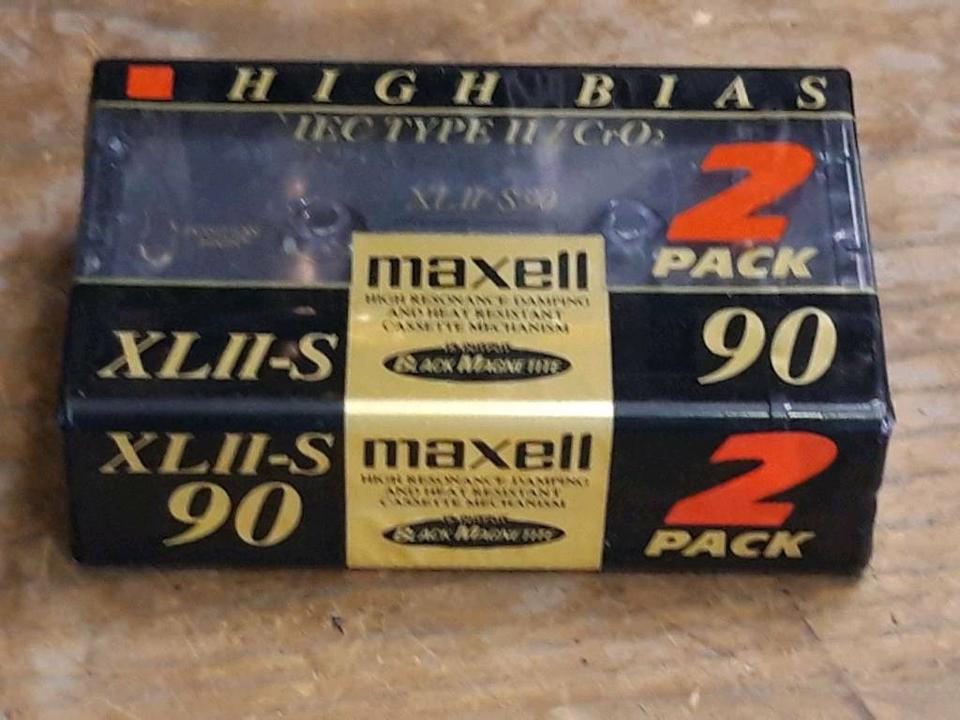 HIGH BIAS
IEC TYPE II / CrO₂
XLII-S 90
2
PACK
maxell
HIGH RESONANCE DAMPING
AND HEAT RESISTANT
CASSETTE MECHANISM
BLACK MAGNETITE
XLII-S
90
XLII-S
90
maxell
HIGH RESONANCE DAMPING
AND HEAT RESISTANT
CASSETTE MECHANISM
BLACK MAGNETITE
2
PACK